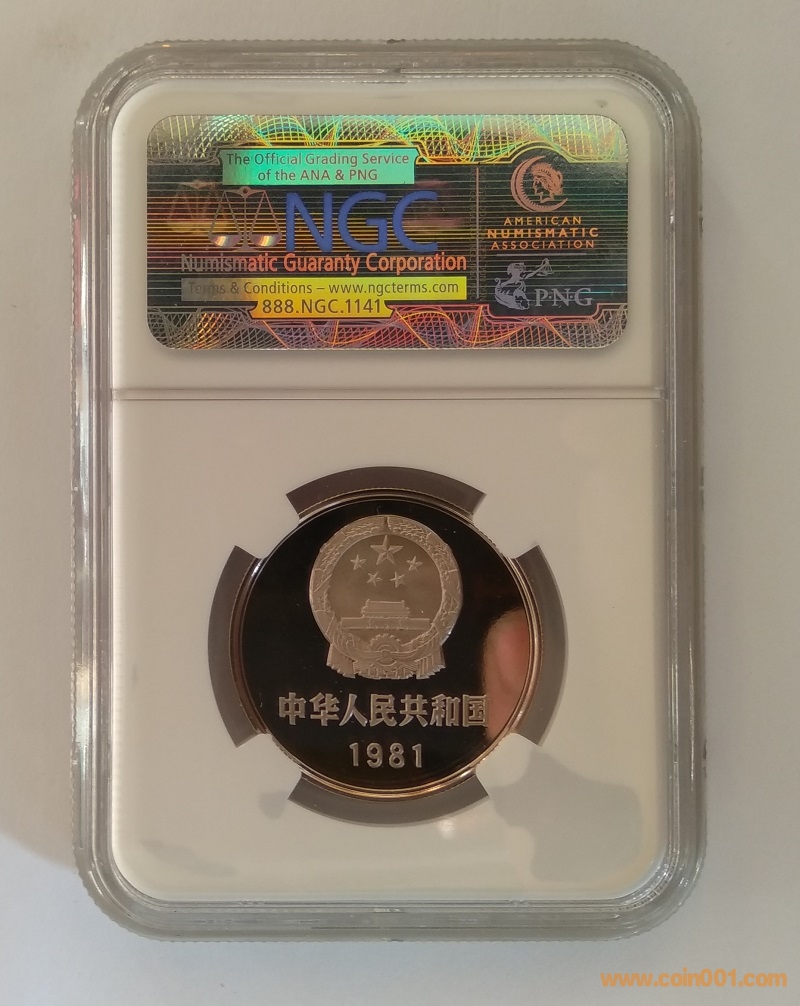 The Official Grading Service
of the ANA & PNG
NGC
Numismatic Guaranty Corporation
Terms & Conditions – www.ngcterms.com
888.NGC.1141
AMERICAN
NUMISMATIC
ASSOCIATION
P·N·G
中华人民共和国
1981
www.coin001.com